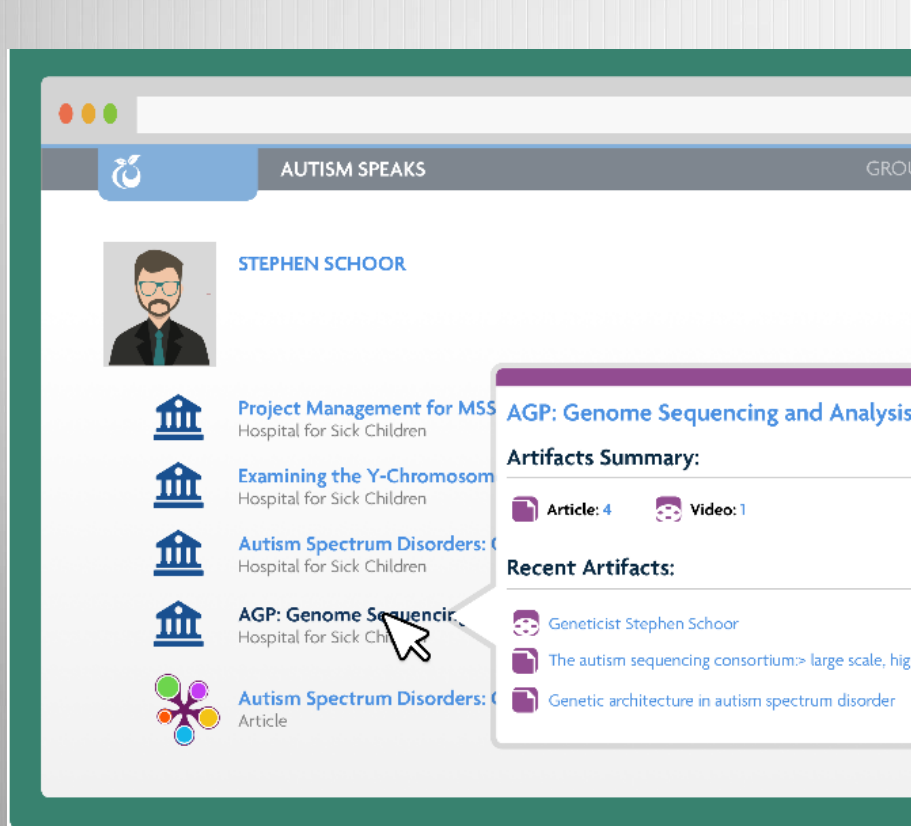 AUTISM SPEAKS
GROU
STEPHEN SCHOOR
Project Management for MSS
Hospital for Sick Children
Examining the Y-Chromosom
Hospital for Sick Children
Autism Spectrum Disorders:
Hospital for Sick Children
AGP: Genome Sequencing
Hospital for Sick Chi
Autism Spectrum Disorders:
Article
AGP: Genome Sequencing and Analysis
Artifacts Summary:
Article: 4 Video: 1
Recent Artifacts:
Geneticist Stephen Schoor
The autism sequencing consortium:> large scale, hig
Genetic architecture in autism spectrum disorder